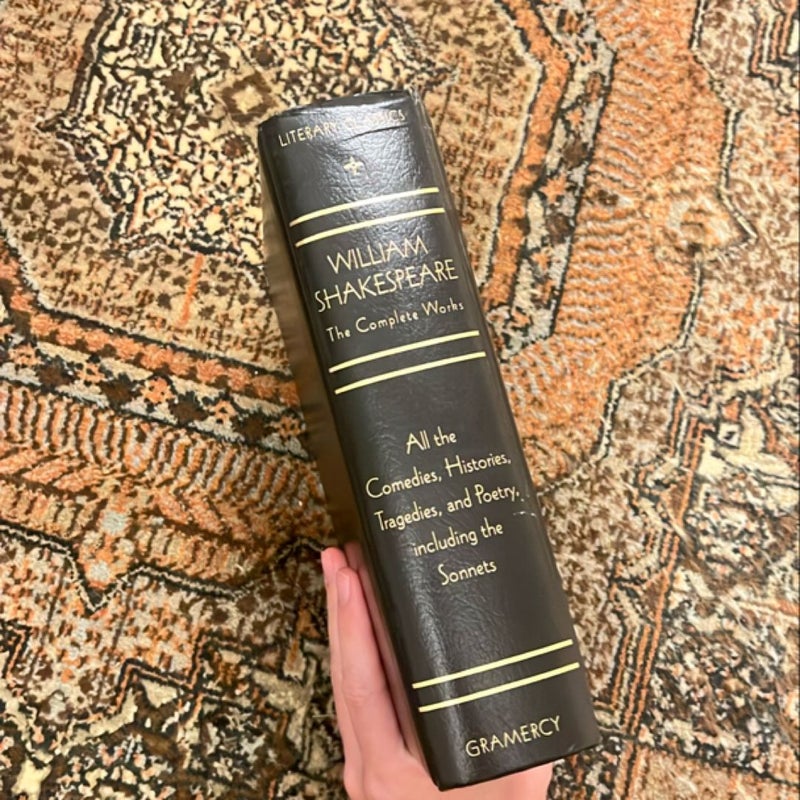 LITERARY CLASSICS
WILLIAM
SHAKESPEARE
The Complete Works
All the
Comedies, Histories,
Tragedies, and Poetry,
including the
Sonnets
GRAMERCY